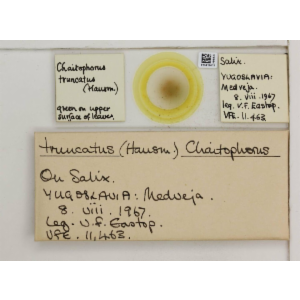 Chaitophorus
truncatus
(Hausm.)
green on upper
surface of leaves.
Salix.
YUGOSLAVIA:
Medveja.
8. viii. 1967
leg. V.F. Eastop.
VFE. 11,463
truncatus (Hausm.) Chaitophorus
On Salix.
YUGOSLAVIA: Medveja.
8. viii. 1967.
Leg. V.F. Eastop.
VFE. 11,463.